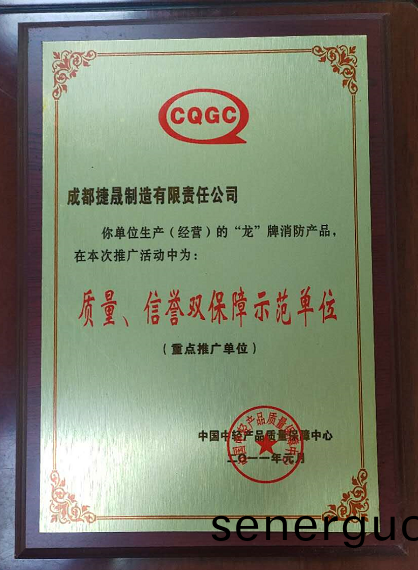 CQGC
成都捷晟制造有限责任公司
你单位生产（经营）的“龙”牌消防产品，
在本次推广活动中为：
质量、信誉双保障示范单位
（重点推广单位）
中国中轻产品质量保障中心
二〇一一年元月
senerguo